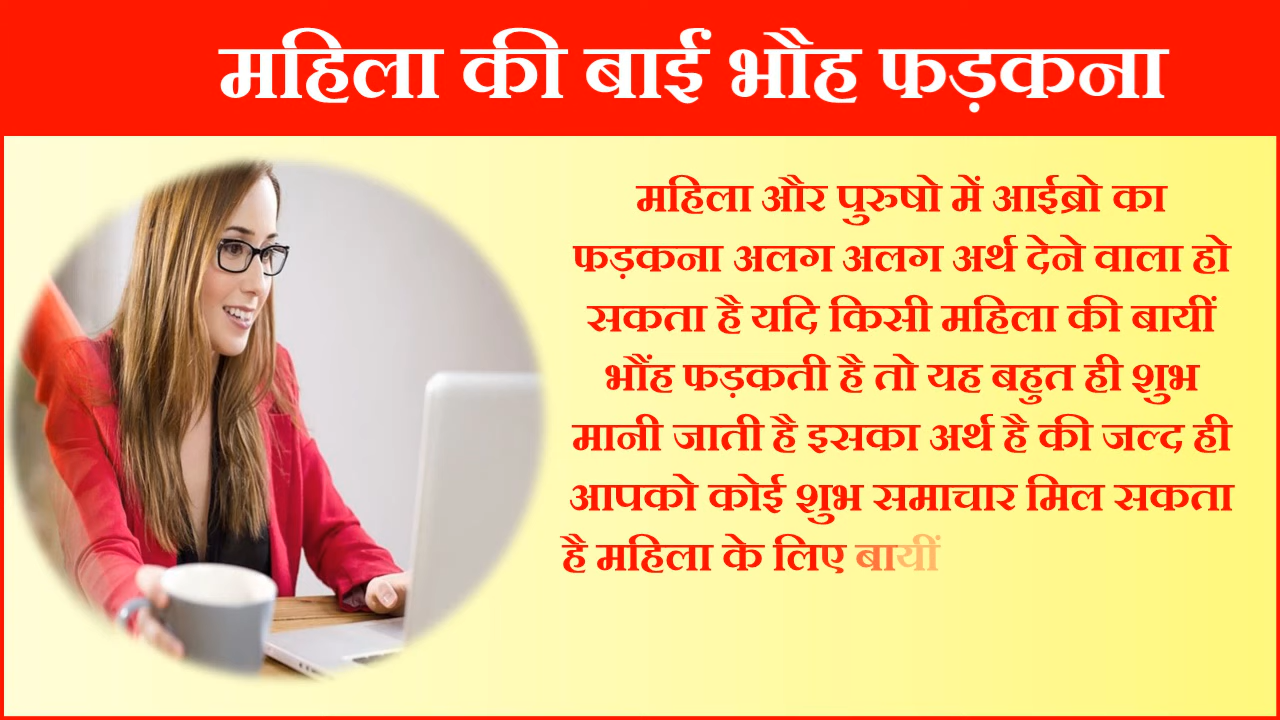 महिला की बाई भौह फड़कना
महिला और पुरुषो में आईब्रो का
फड़कना अलग अलग अर्थ देने वाला हो
सकता है यदि किसी महिला की बायीं
भौंह फड़कती है तो यह बहुत ही शुभ
मानी जाती है इसका अर्थ है की जल्द ही
आपको कोई शुभ समाचार मिल सकता
है महिला के लिए बायीं